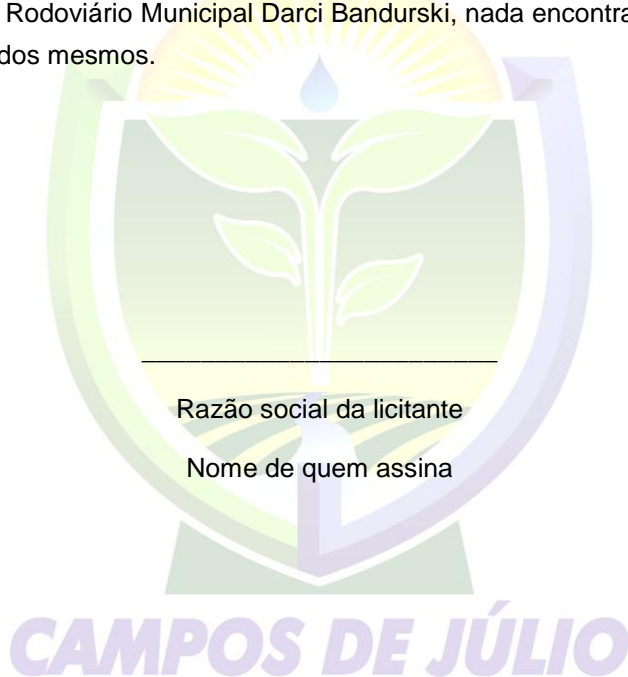 Rodoviário Municipal Darci Bandurski, nada encontra
dos mesmos.
________________________
Razão social da licitante
Nome de quem assina
CAMPOS DE JÚLIO